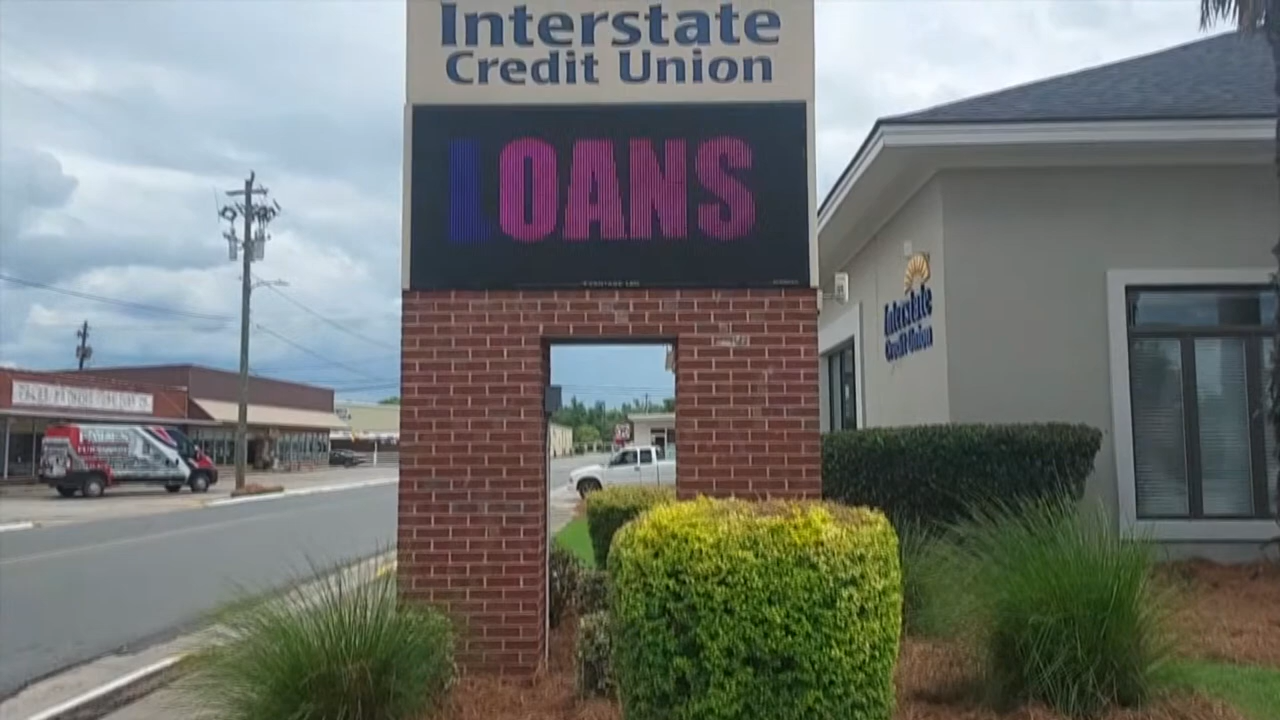 Interstate
Credit Union
LOANS
Interstate
Credit Union